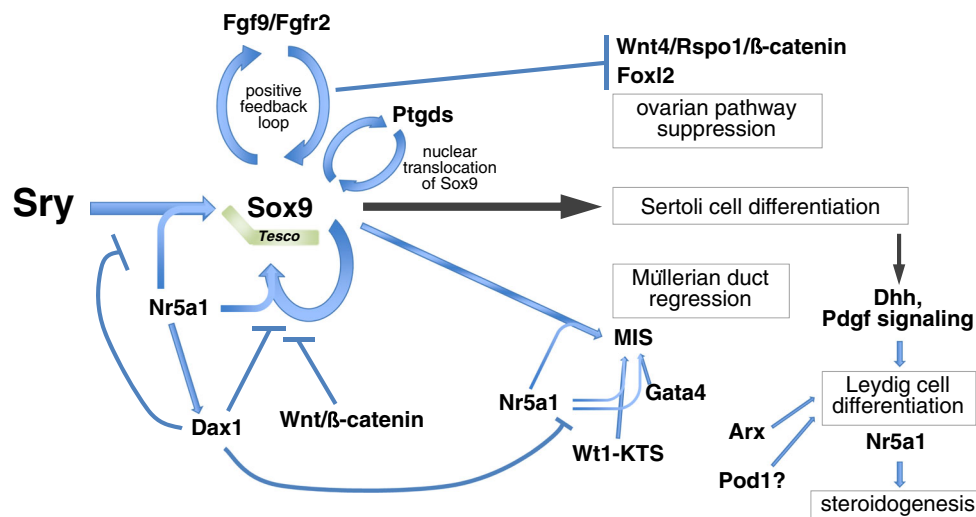 Fgf9/Fgfr2
positive
feedback
loop
Wnt4/Rspo1/ß-catenin
Foxl2
ovarian pathway
suppression
Ptgds
nuclear
translocation
of Sox9
Sry
Sox9
Tesco
Sertoli cell differentiation
Nr5a1
Müllerian duct
regression
MIS
Dhh,
Pdgf signaling
Dax1
Wnt/ß-catenin
Nr5a1
Gata4
Wt1-KTS
Leydig cell
differentiation
Arx
Pod1?
Nr5a1
steroidogenesis